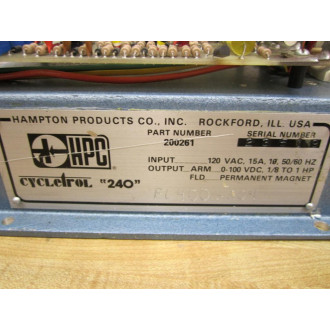 HAMPTON PRODUCTS CO., INC. ROCKFORD, ILL. USA
PART NUMBER SERIAL NUMBER
200261
HPC
INPUT 120 VAC, 15A, 1Ø, 50/60 HZ
OUTPUT ARM 0-100 VDC, 1/8 TO 1 HP
CYCLETROL "240"
FLD PERMANENT MAGNET